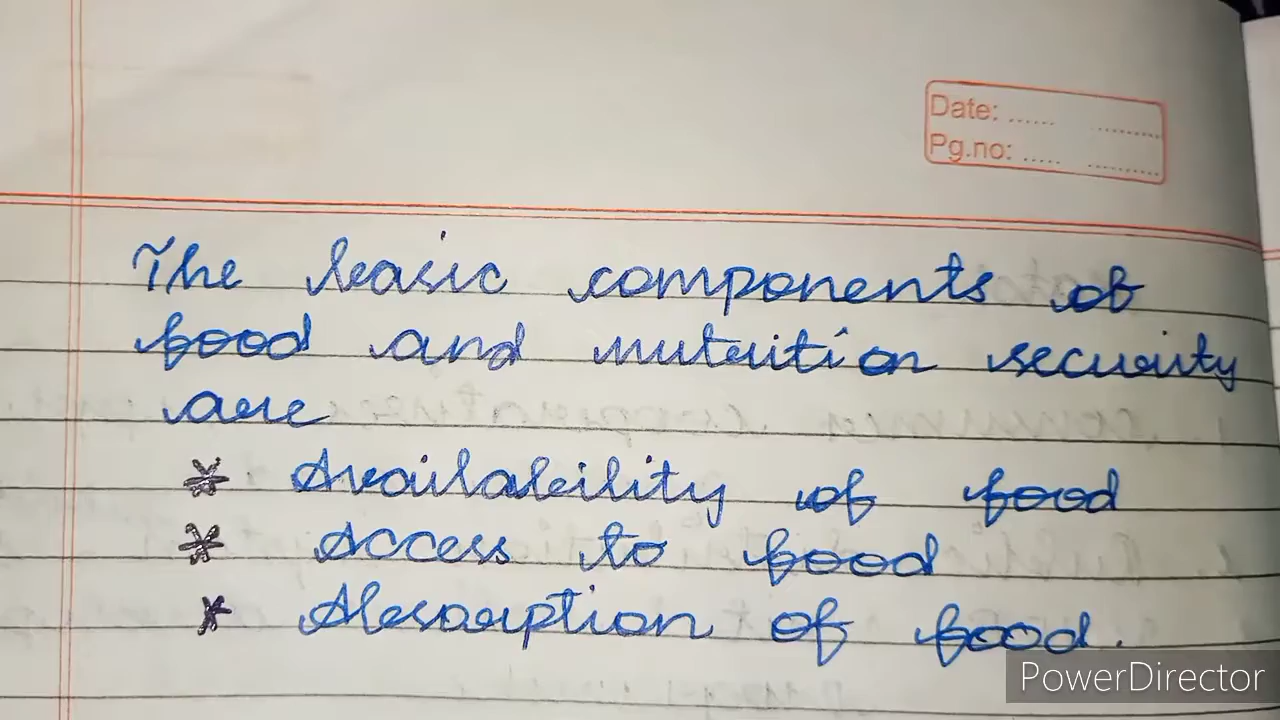 Date: ...... .........
Pg.no: ..... .........
The basic components of
food and nutrition security
are
* Availability of food
* Access to food
* Absorption of food.
PowerDirector